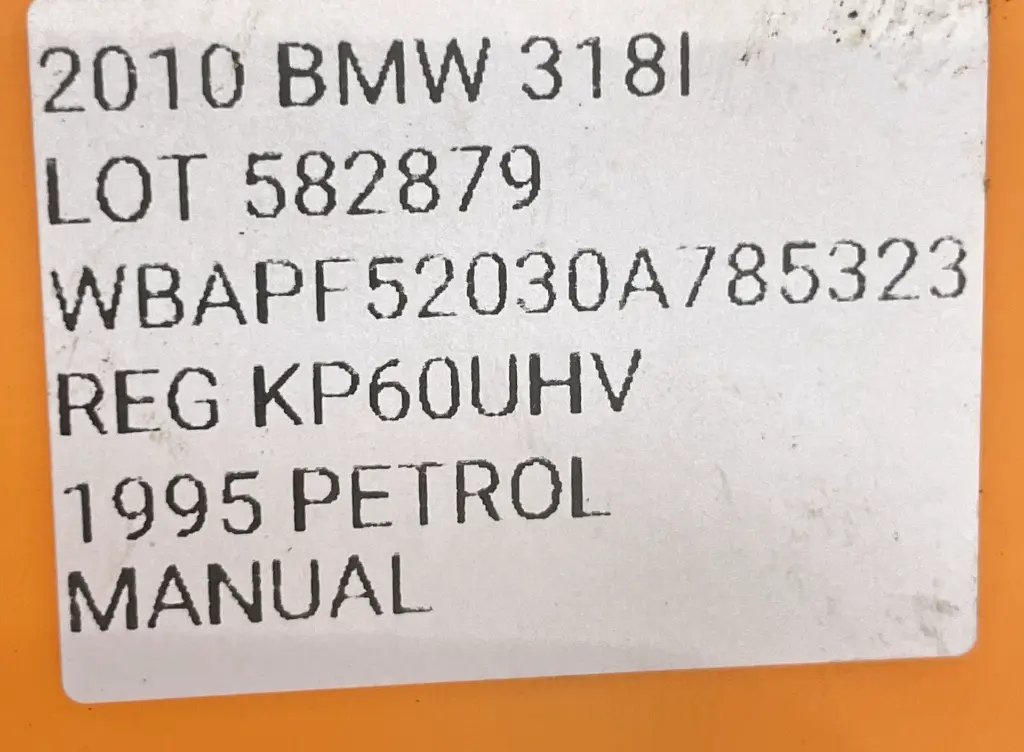 2010 BMW 318I
LOT 582879
WBAPF52030A785323
REG KP60UHV
1995 PETROL
MANUAL